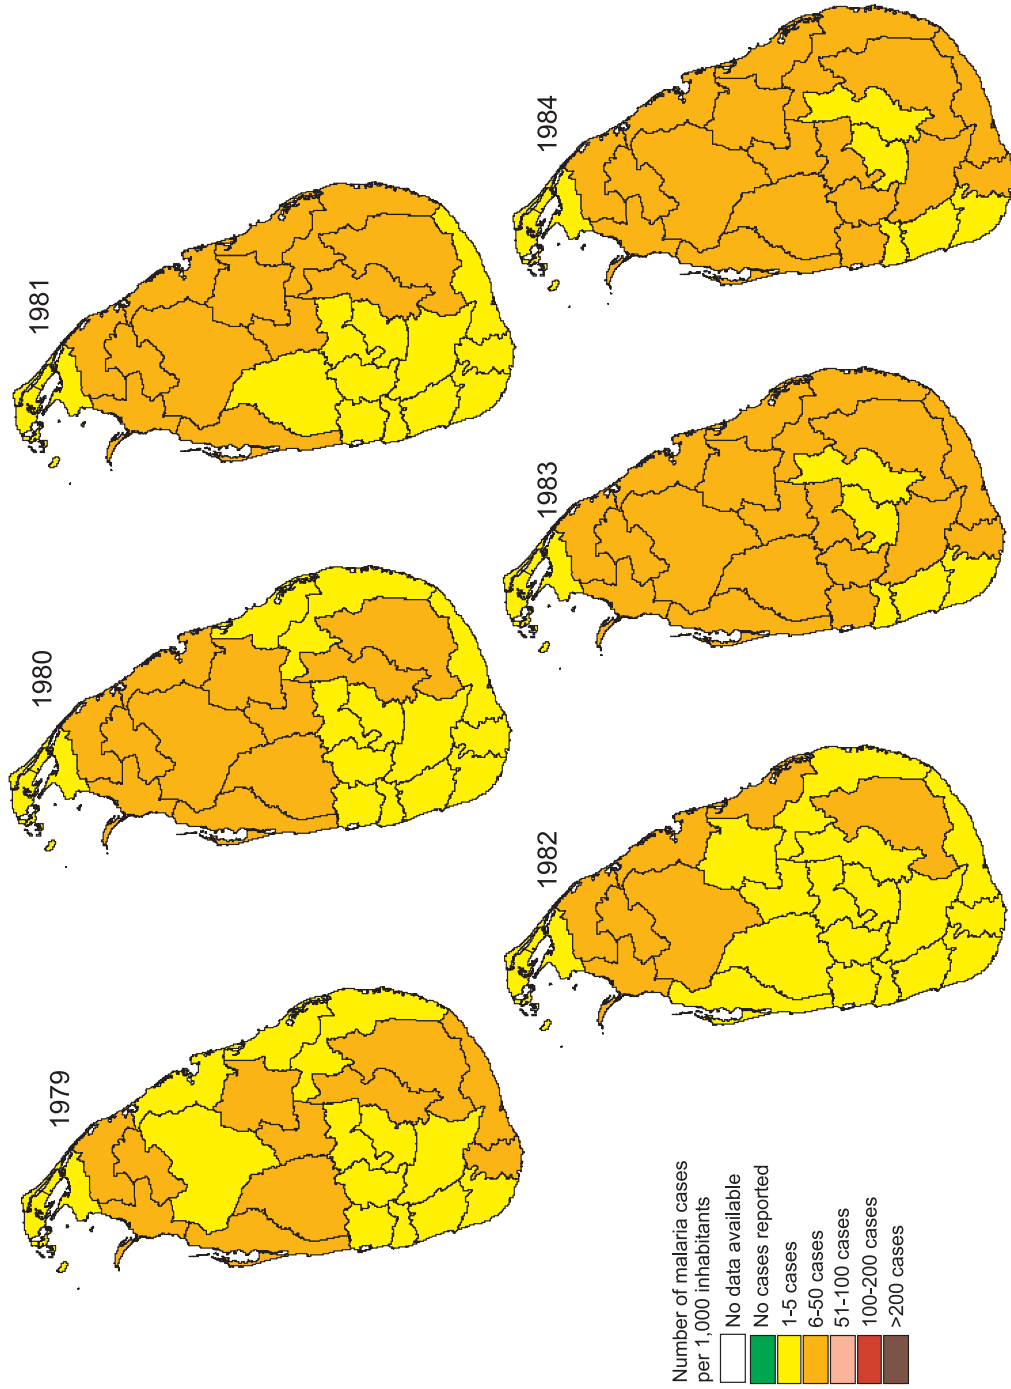 1979
1980
1981
1982
1983
1984
Number of malaria cases
per 1,000 inhabitants
No data available
No cases reported
1-5 cases
6-50 cases
51-100 cases
100-200 cases
>200 cases